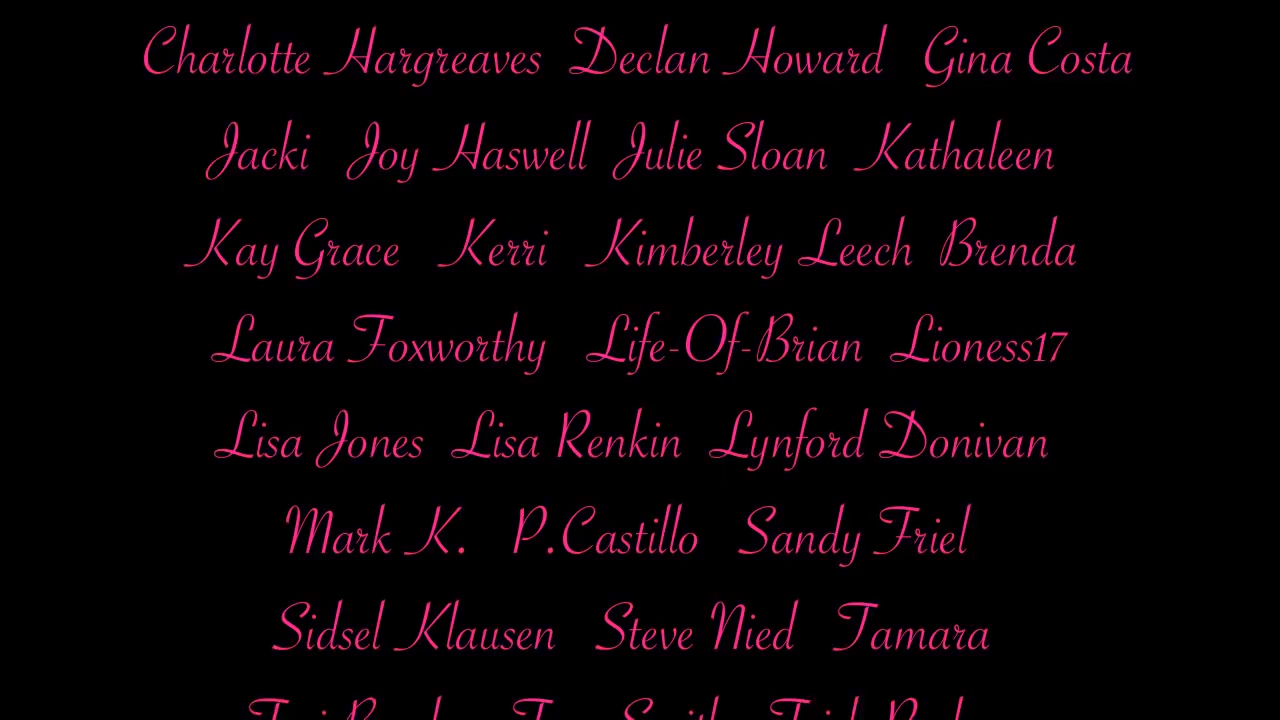 Charlotte Hargreaves Declan Howard Gina Costa
Jacki Joy Haswell Julie Sloan Kathaleen
Kay Grace Kerri Kimberley Leech Brenda
Laura Foxworthy Life-Of-Brian Lioness17
Lisa Jones Lisa Renkin Lynford Donivan
Mark K. P.Castillo Sandy Friel
Sidsel Klausen Steve Nied Tamara